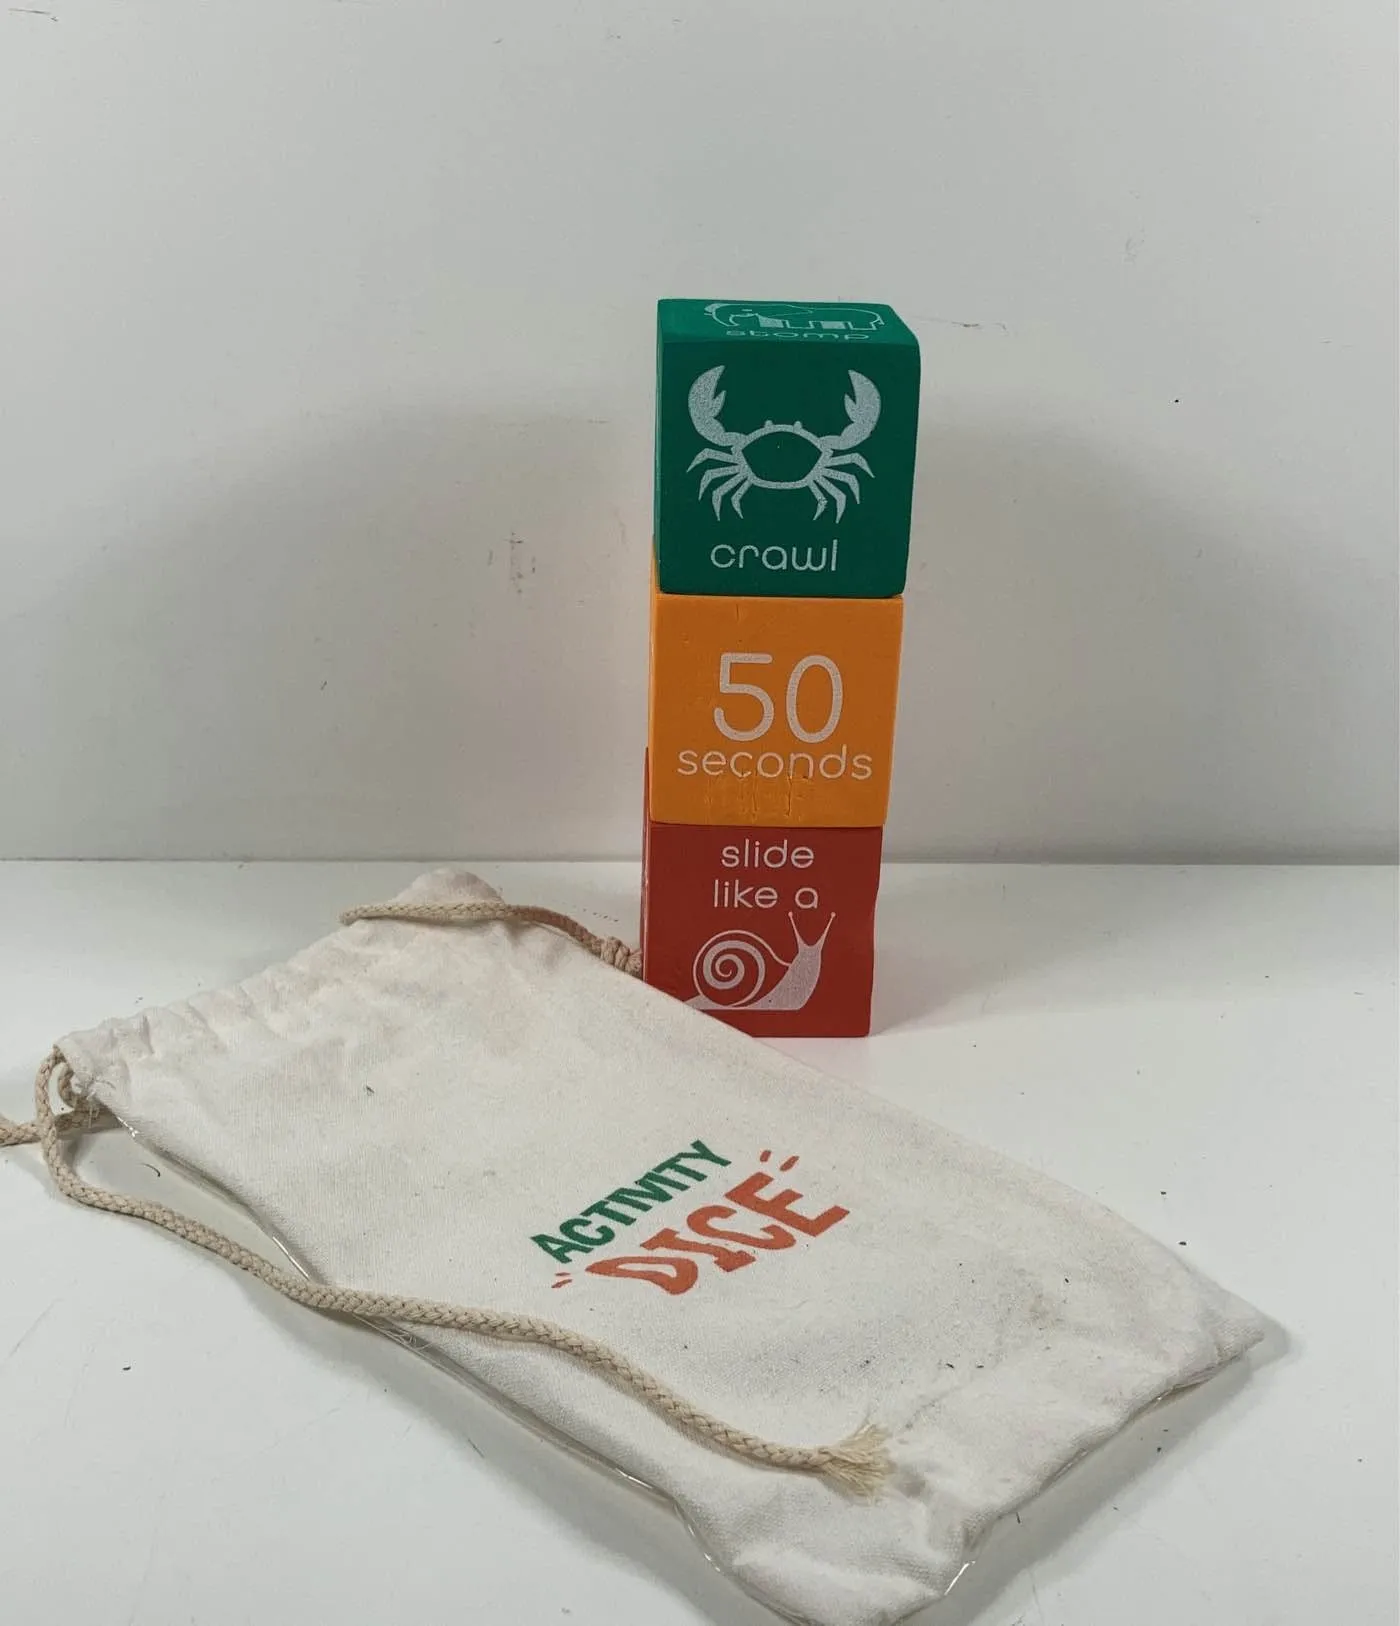 stomp
crawl
50
seconds
slide
like a
ACTIVITY
DICE